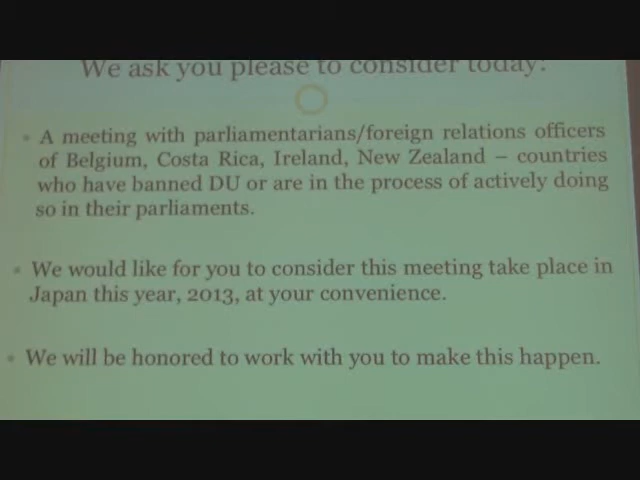 We ask you please to consider today:
• A meeting with parliamentarians/foreign relations officers
of Belgium, Costa Rica, Ireland, New Zealand – countries
who have banned DU or are in the process of actively doing
so in their parliaments.
• We would like for you to consider this meeting take place in
Japan this year, 2013, at your convenience.
• We will be honored to work with you to make this happen.